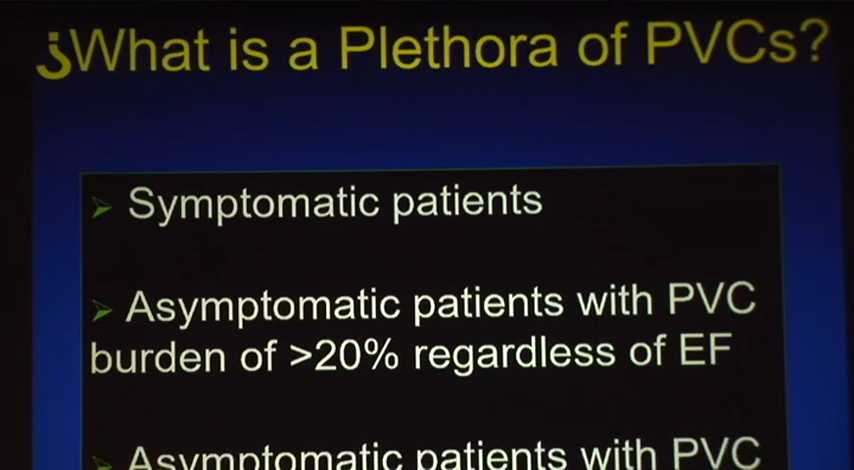 ¿What is a Plethora of PVCs?
Symptomatic patients
Asymptomatic patients with PVC
burden of >20% regardless of EF
Asymptomatic patients with PVC